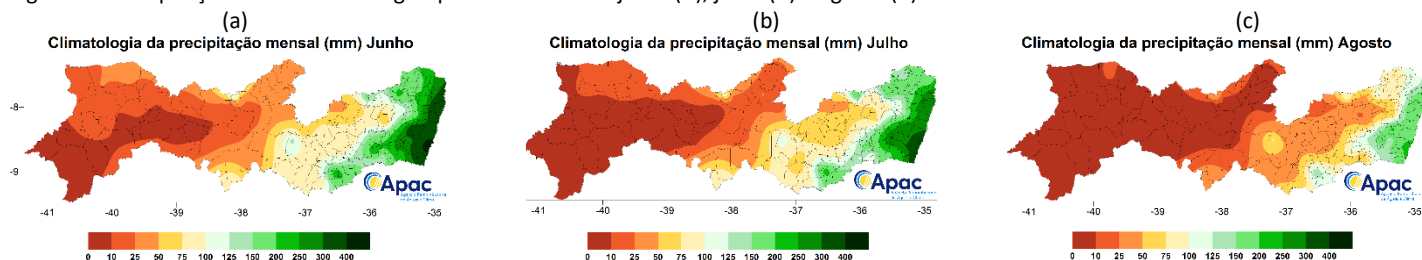 (a)
Climatologia da precipitação mensal (mm) Junho
-8
-9
Apac
-41 -40 -39 -38 -37 -36 -35
0 10 25 50 75 100 125 150 200 250 300 400
(b)
Climatologia da precipitação mensal (mm) Julho
Apac
-41 -40 -39 -38 -37 -36 -35
0 10 25 50 75 100 125 150 200 250 300 400
(c)
Climatologia da precipitação mensal (mm) Agosto
Apac
-41 -40 -39 -38 -37 -36 -35
0 10 25 50 75 100 125 150 200 250 300 400